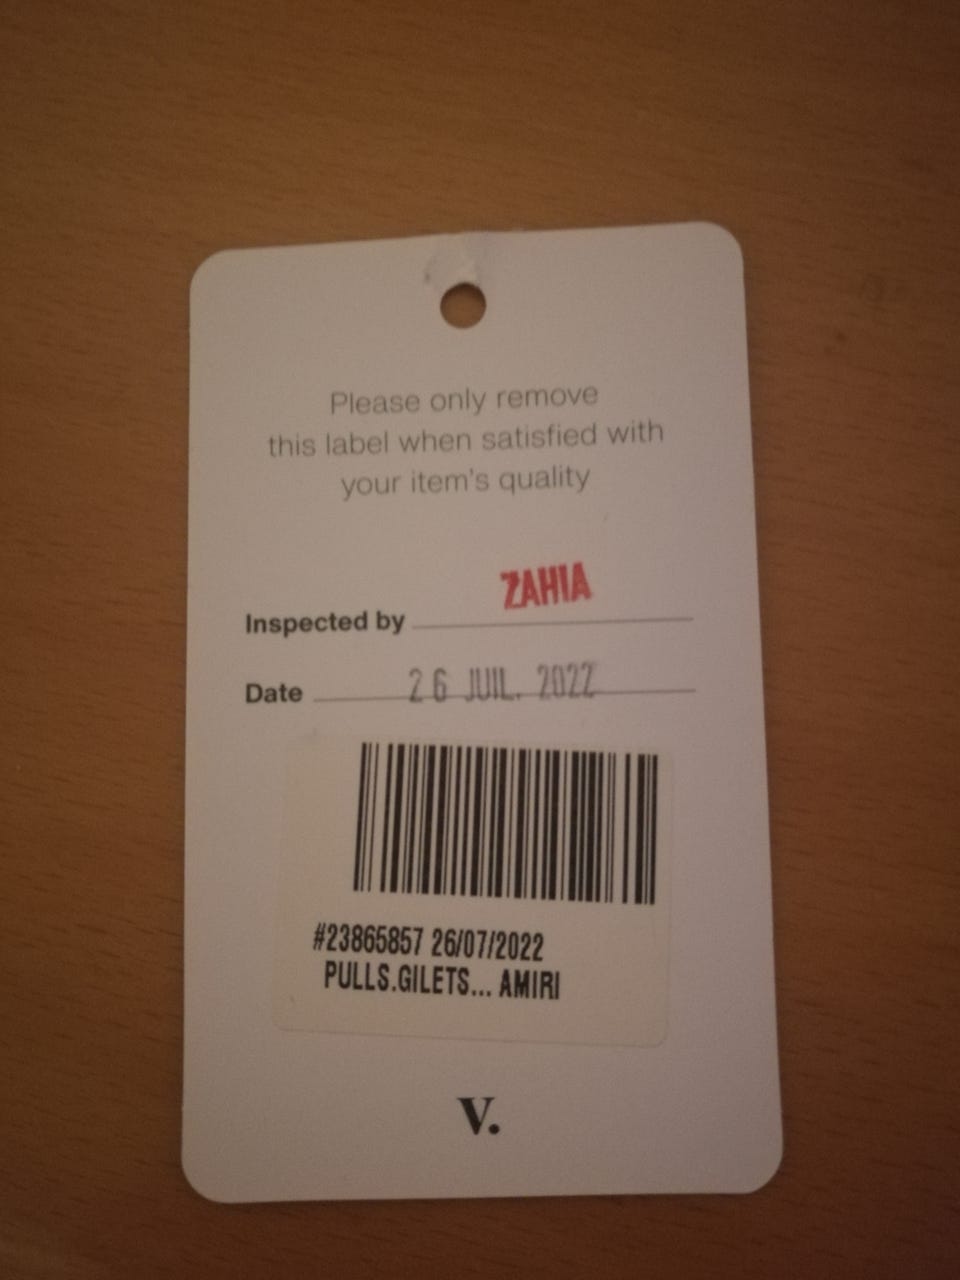 Please only remove
this label when satisfied with
your item's quality
ZAHIA
Inspected by
Date 26 JUIL. 2022
#23865857 26/07/2022
PULLS.GILETS... AMIRI
V.